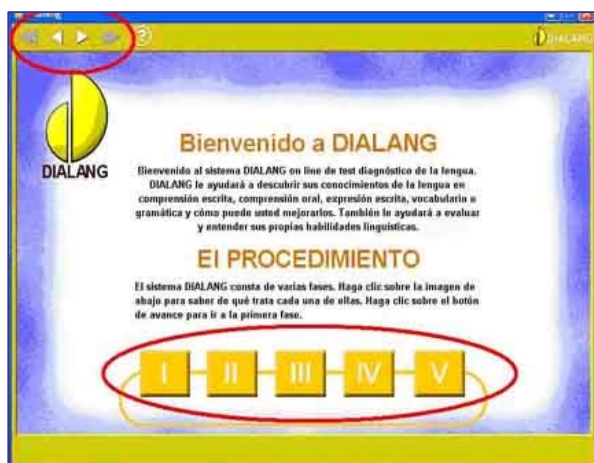 DIALANG
DIALANG
Bienvenido a DIALANG
Bienvenido al sistema DIALANG on line de test diagnóstico de la lengua.
DIALANG le ayudará a descubrir sus conocimientos de la lengua en
comprensión escrita, comprensión oral, expresión escrita, vocabulario o
gramática y cómo puede usted mejorarlos. También le ayudará a evaluar
y entender sus propias habilidades linguísticas.
El PROCEDIMIENTO
El sistema DIALANG consta de varias fases. Haga clic sobre la imagen de
abajo para saber de qué trata cada una de ellas. Haga clic sobre el botón
de avance para ir a la primera fase.
I II III IV V